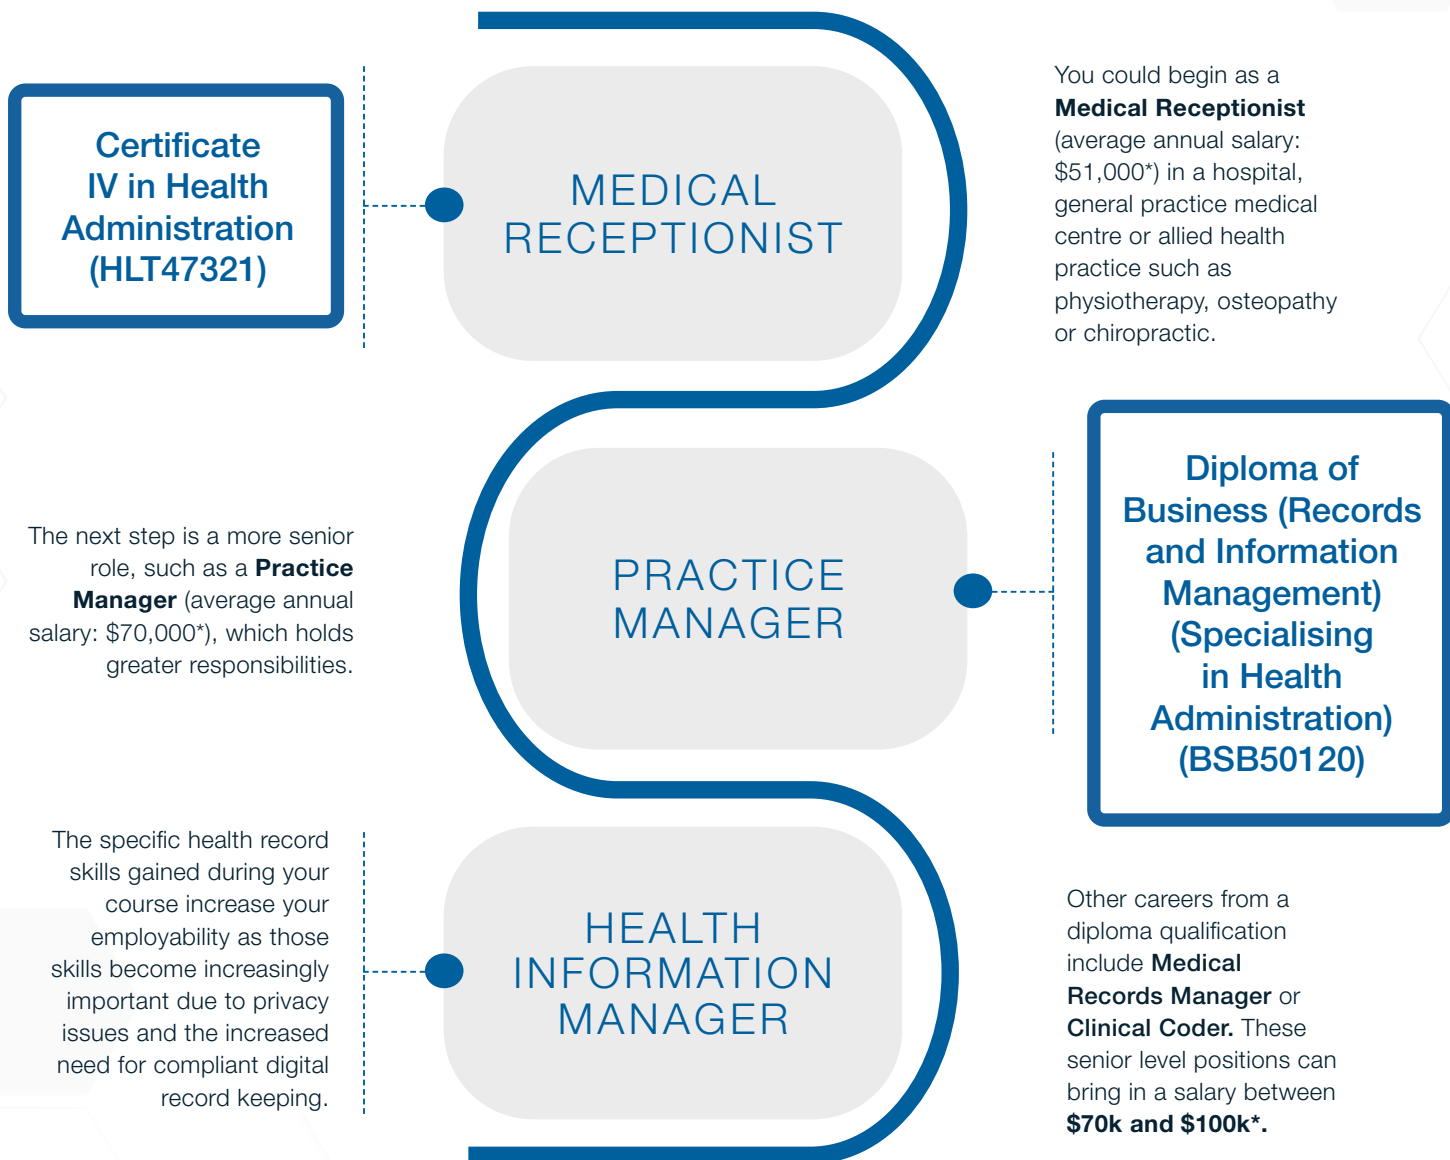 Certificate
IV in Health
Administration
(HLT47321)
MEDICAL
RECEPTIONIST
You could begin as a
Medical Receptionist
(average annual salary:
$51,000*) in a hospital,
general practice medical
centre or allied health
practice such as
physiotherapy, osteopathy
or chiropractic.
The next step is a more senior
role, such as a Practice
Manager (average annual
salary: $70,000*), which holds
greater responsibilities.
PRACTICE
MANAGER
Diploma of
Business (Records
and Information
Management)
(Specialising
in Health
Administration)
(BSB50120)
The specific health record
skills gained during your
course increase your
employability as those
skills become increasingly
important due to privacy
issues and the increased
need for compliant digital
record keeping.
HEALTH
INFORMATION
MANAGER
Other careers from a
diploma qualification
include Medical
Records Manager or
Clinical Coder. These
senior level positions can
bring in a salary between
$70k and $100k*.